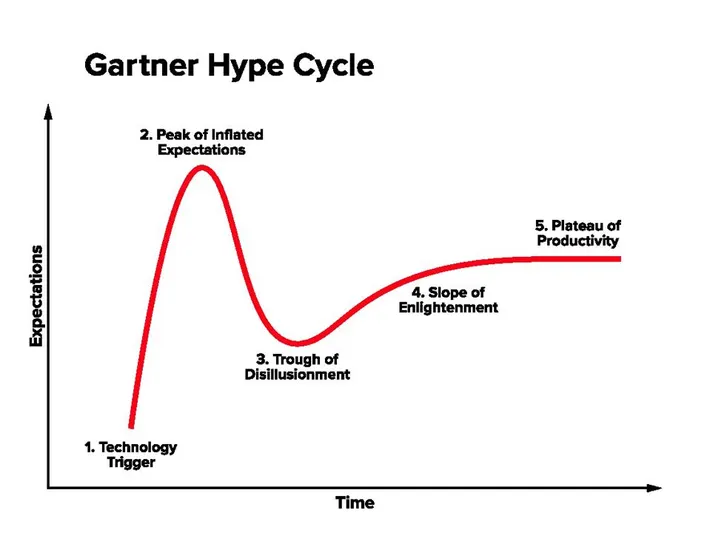 Gartner Hype Cycle
2. Peak of Inflated
Expectations
5. Plateau of
Productivity
4. Slope of
Enlightenment
3. Trough of
Disillusionment
1. Technology
Trigger
Expectations
Time